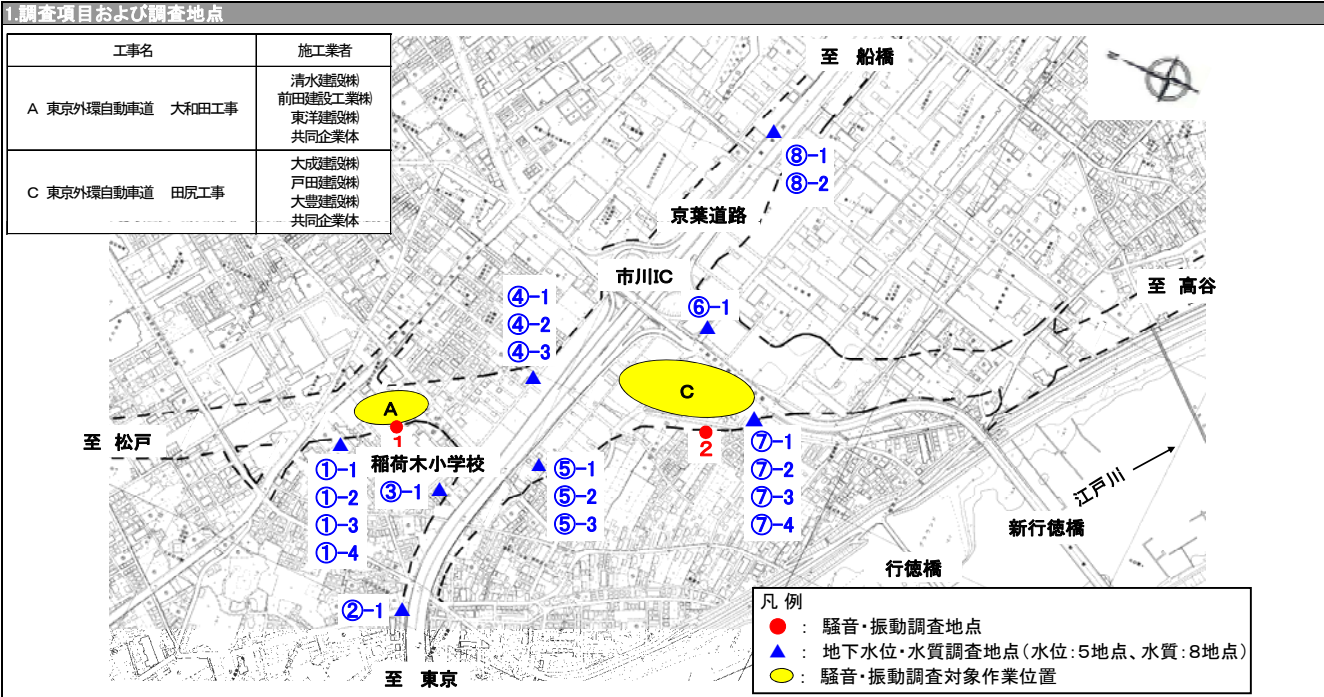 1.調査項目および調査地点
工事名
施工業者
A 東京外環自動車道 大和田工事
清水建設㈱
前田建設工業㈱
東洋建設㈱
共同企業体
C 東京外環自動車道 田尻工事
大成建設㈱
戸田建設㈱
大豊建設㈱
共同企業体
至 船橋
⑧-1
⑧-2
京葉道路
市川IC
至 高谷
④-1
④-2
④-3
⑥-1
A
C
至 松戸
1
2
稲荷木小学校
①-1
①-2
①-3
①-4
③-1
⑤-1
⑤-2
⑤-3
⑦-1
⑦-2
⑦-3
⑦-4
江戸川
新行徳橋
行徳橋
②-1
至 東京
凡 例
: 騒音・振動調査地点
: 地下水位・水質調査地点(水位:5地点、水質:8地点)
: 騒音・振動調査対象作業位置